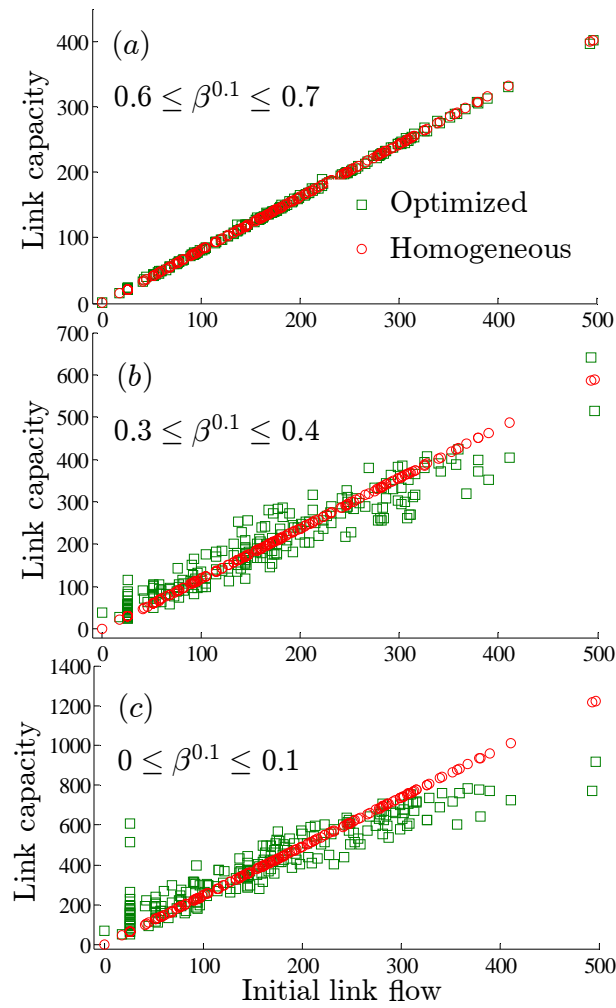 (a)
0.6 ≤ β^0.1 ≤ 0.7
Link capacity
400
300
200
100
0
Optimized
Homogeneous
0 100 200 300 400 500
(b)
0.3 ≤ β^0.1 ≤ 0.4
Link capacity
700
600
500
400
300
200
100
0
0 100 200 300 400 500
(c)
0 ≤ β^0.1 ≤ 0.1
Link capacity
1400
1200
1000
800
600
400
200
0
0 100 200 300 400 500
Initial link flow